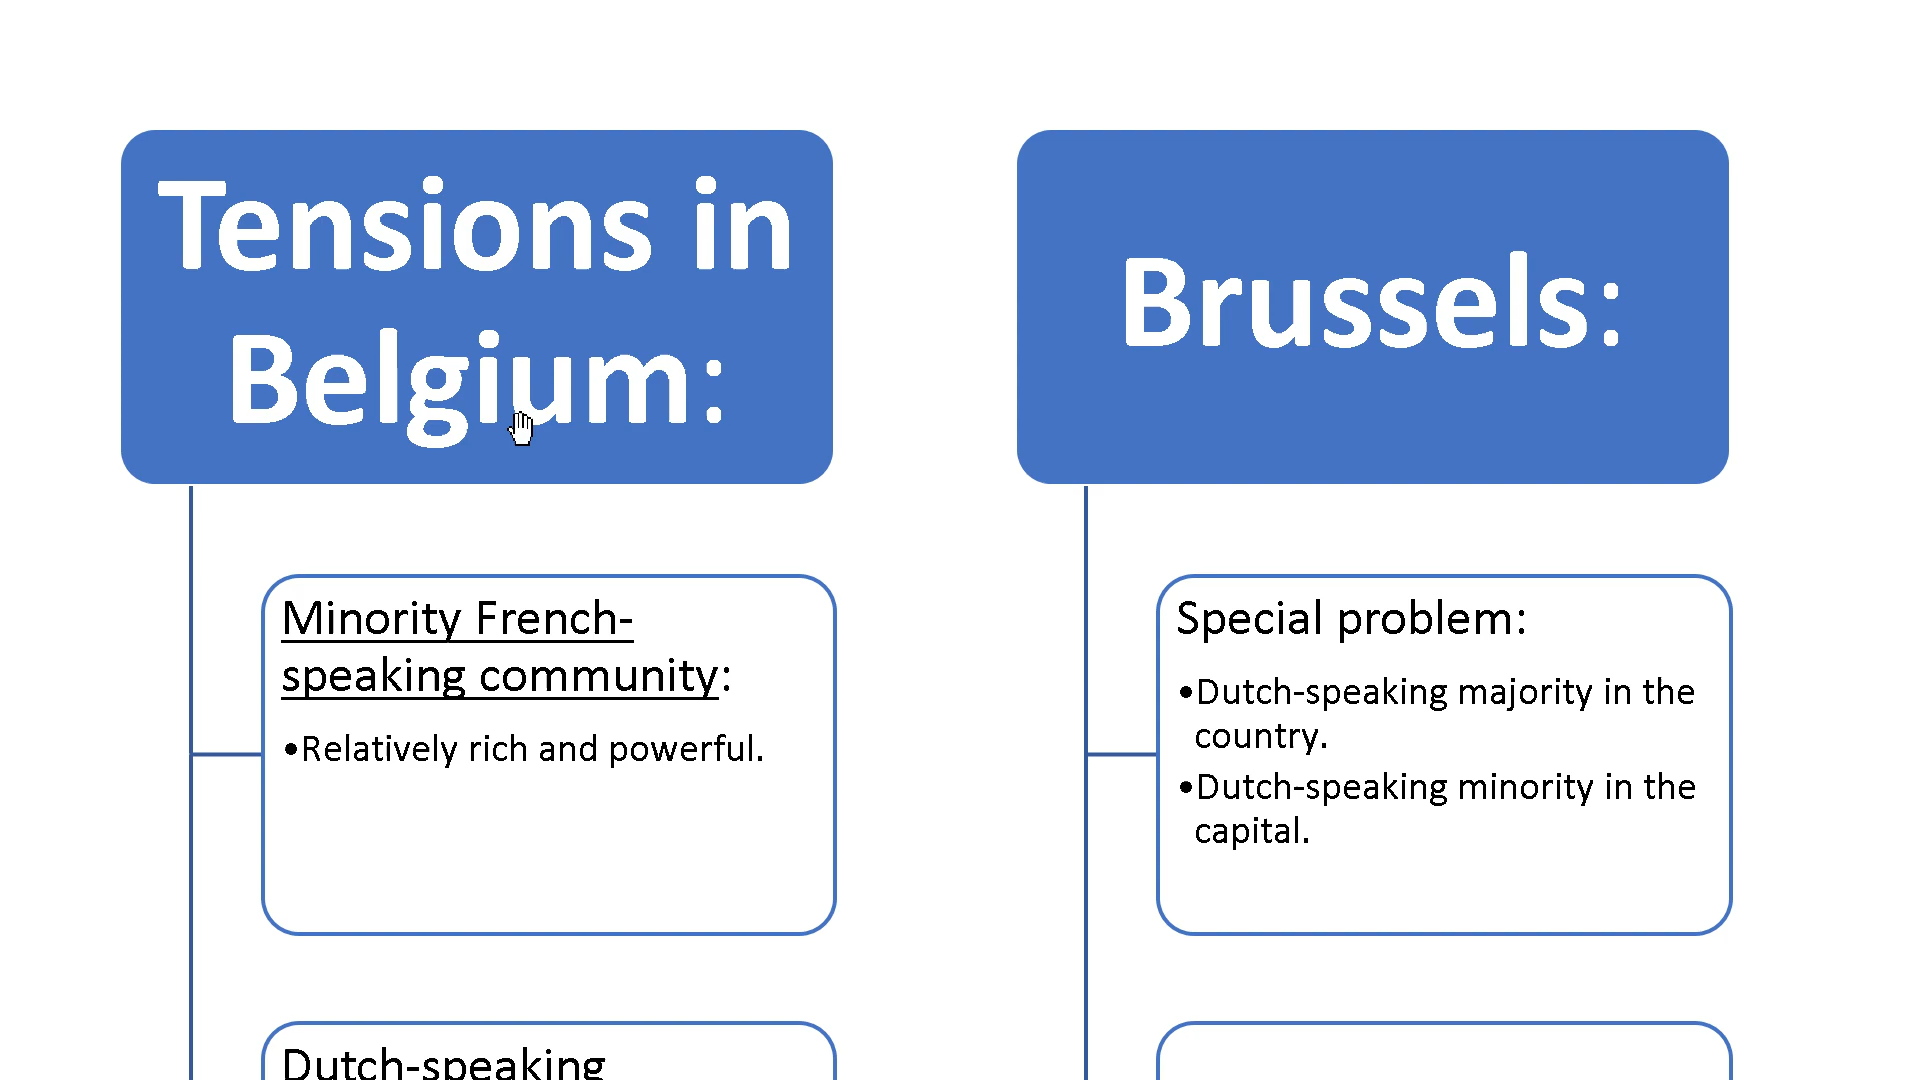 Tensions in
Belgium:
Minority French-
speaking community:
•Relatively rich and powerful.
Dutch-speaking
Brussels:
Special problem:
•Dutch-speaking majority in the
country.
•Dutch-speaking minority in the
capital.